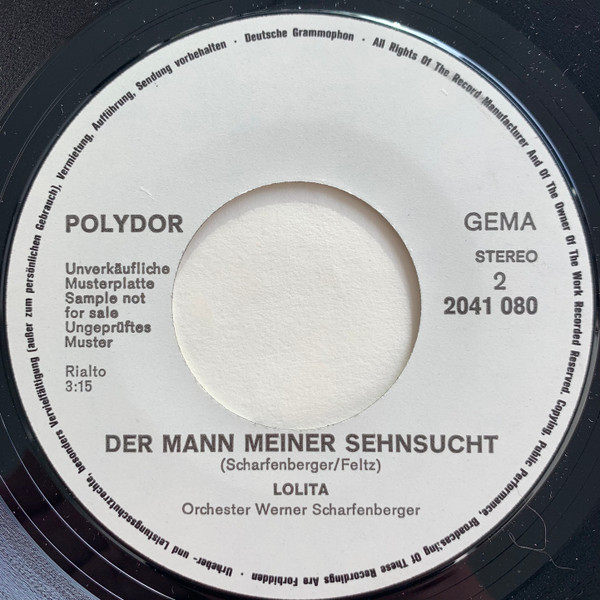 Urheber- und Leistungsschutzrechte, besonders Vervielfältigung (außer zum persönlichen Gebrauch), Vermietung, Aufführung, Sendung vorbehalten · Deutsche Grammophon · All Rights Of The Record Manufacturer And Of The Owner Of The Work Recorded Reserved. Copying, Public Performance, Broadcasting Of These Recordings Are Forbidden ·
POLYDOR
GEMA
Unverkäufliche
Musterplatte
Sample not
for sale
Ungeprüftes
Muster
STEREO
2
2041 080
Rialto
3:15
DER MANN MEINER SEHNSUCHT
(Scharfenberger/Feltz)
LOLITA
Orchester Werner Scharfenberger